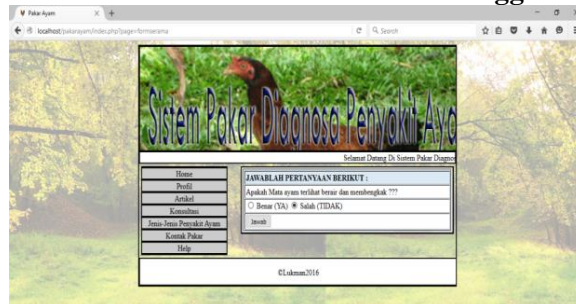 Pakar Ayam
localhost/pakarayam/index.php?page=formserama
Search
Sistem Pakar Diagnosa Penyakit Aya
Selamat Datang Di Sistem Pakar Diagnos
Home
Profil
Artikel
Konsultasi
Jenis-Jenis Penyakit Ayam
Kontak Pakar
Help
JAWABLAH PERTANYAAN BERIKUT :
Apakah Mata ayam terlihat berair dan membengkak ???
Benar (YA) Salah (TIDAK)
Jawab
©Lukman2016